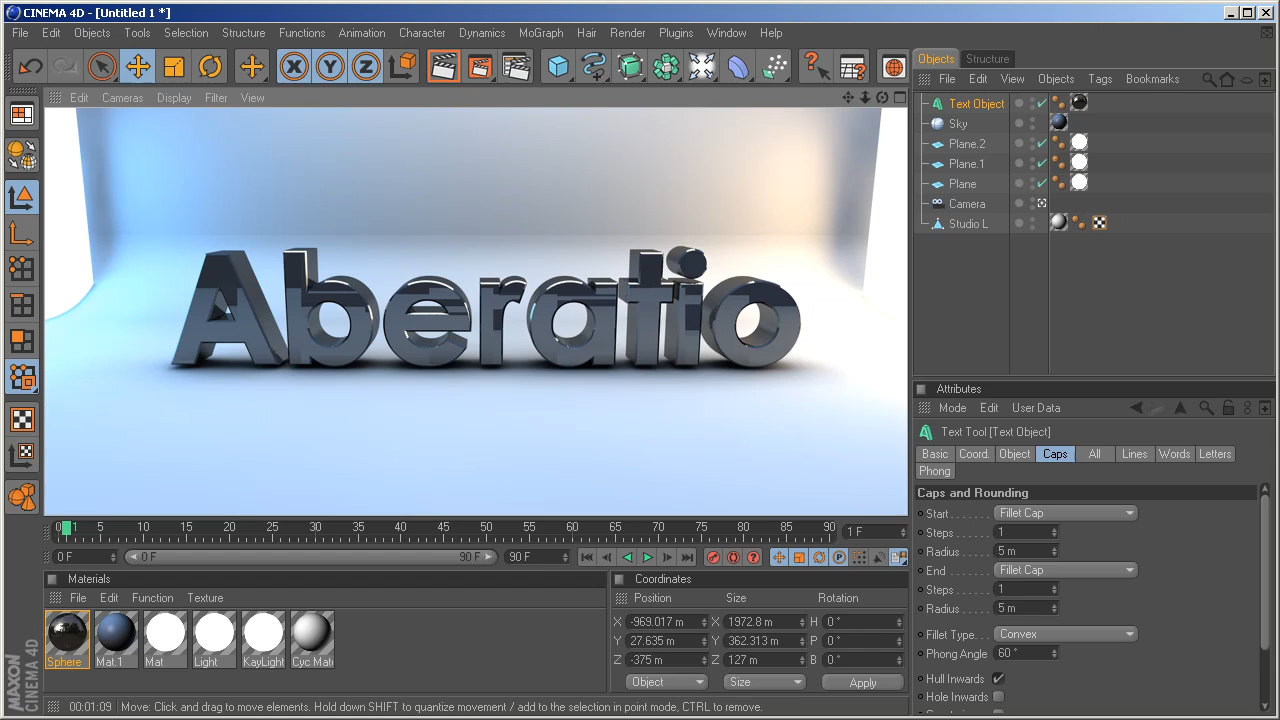 CINEMA 4D - [Untitled 1 *]
File Edit Objects Tools Selection Structure Functions Animation Character Dynamics MoGraph Hair Render Plugins Window Help
X Y Z
Objects Structure
File Edit View Objects Tags Bookmarks
Edit Cameras Display Filter View
Text Object
Sky
Plane.2
Plane.1
Plane
Camera
Studio L
Aberatio
Attributes
Mode Edit User Data
Text Tool [Text Object]
Basic Coord. Object Caps All Lines Words Letters
Phong
Caps and Rounding
Start Fillet Cap
Steps 1
Radius 5 m
End Fillet Cap
Steps 1
Radius 5 m
Fillet Type Convex
Phong Angle 60 °
Hull Inwards
Hole Inwards
0 1 5 10 15 20 25 30 35 40 45 50 55 60 65 70 75 80 85 90 1 F
0 F 0 F 90 F 90 F
Materials
File Edit Function Texture
Sphere Mat.1 Mat Light KayLight Cyc Mat
Coordinates
Position Size Rotation
X -969.017 m X 1972.8 m H 0 °
Y 27.635 m Y 362.313 m P 0 °
Z -375 m Z 127 m B 0 °
Object Size Apply
MAXON
CINEMA 4D
00:01:09 Move: Click and drag to move elements. Hold down SHIFT to quantize movement / add to the selection in point mode, CTRL to remove.